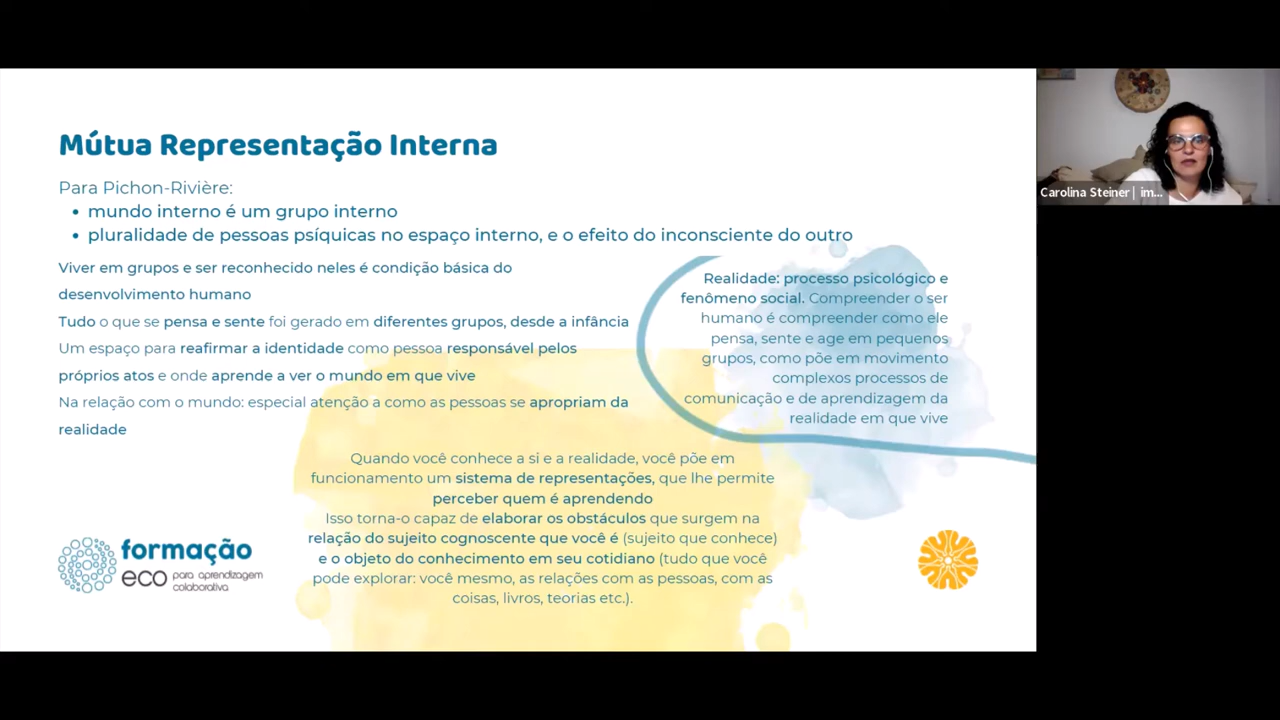 Mútua Representação Interna
Para Pichon-Rivière:
• mundo interno é um grupo interno
• pluralidade de pessoas psíquicas no espaço interno, e o efeito do inconsciente do outro
Viver em grupos e ser reconhecido neles é condição básica do
desenvolvimento humano
Tudo o que se pensa e sente foi gerado em diferentes grupos, desde a infância
Um espaço para reafirmar a identidade como pessoa responsável pelos
próprios atos e onde aprende a ver o mundo em que vive
Na relação com o mundo: especial atenção a como as pessoas se apropriam da
realidade
Realidade: processo psicológico e
fenômeno social. Compreender o ser
humano é compreender como ele
pensa, sente e age em pequenos
grupos, como põe em movimento
complexos processos de
comunicação e de aprendizagem da
realidade em que vive
Quando você conhece a si e a realidade, você põe em
funcionamento um sistema de representações, que lhe permite
perceber quem é aprendendo
Isso torna-o capaz de elaborar os obstáculos que surgem na
relação do sujeito cognoscente que você é (sujeito que conhece)
e o objeto do conhecimento em seu cotidiano (tudo que você
pode explorar: você mesmo, as relações com as pessoas, com as
coisas, livros, teorias etc.).
formação
eco para aprendizagem
colaborativa
Carolina Steiner | im...